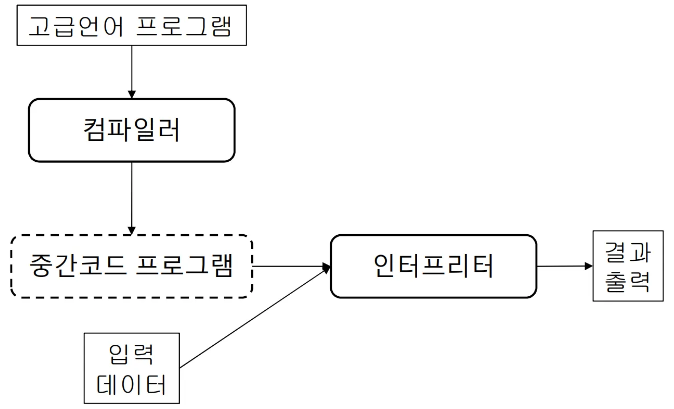 고급언어 프로그램
컴파일러
중간코드 프로그램
인터프리터
결과
출력
입력
데이터